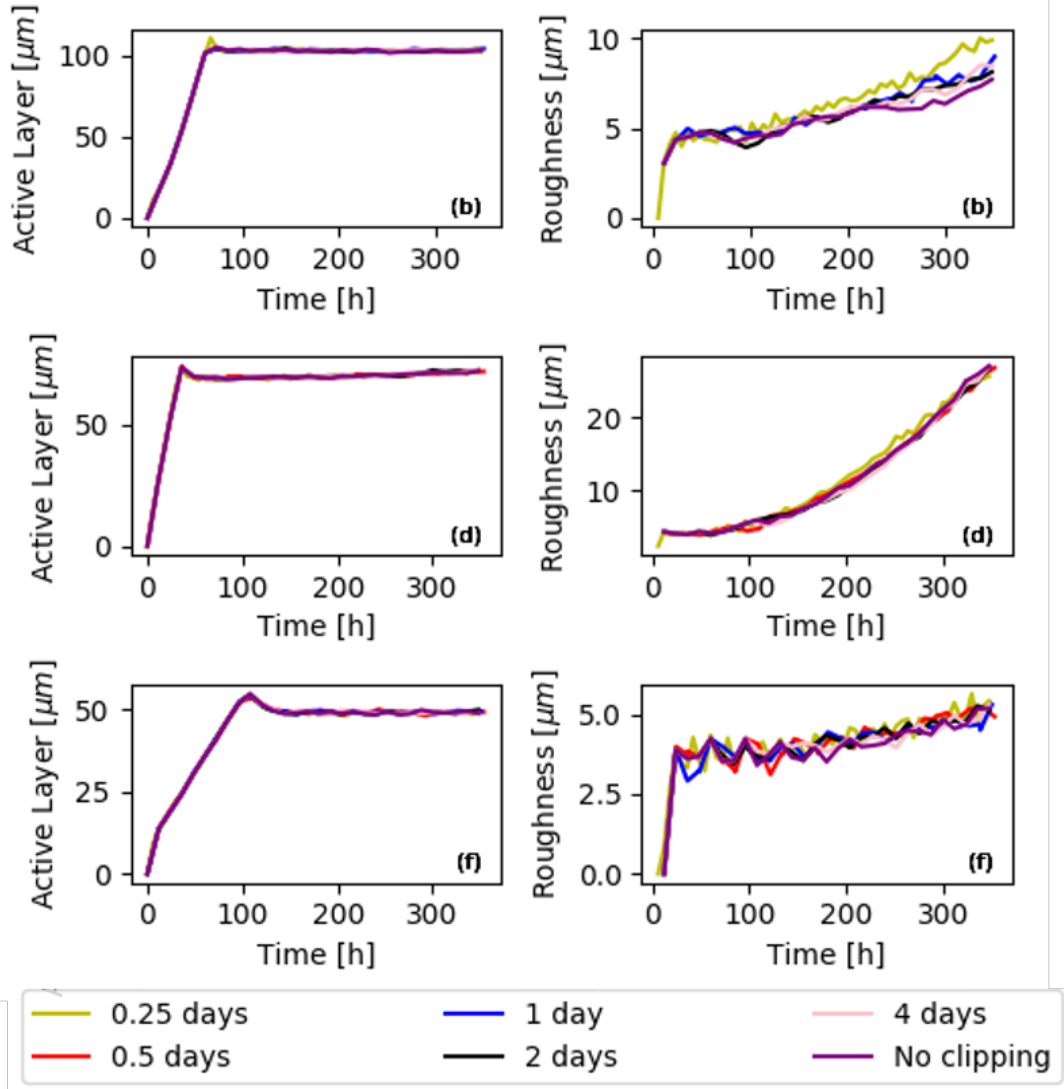 Active Layer [μm]
100
50
0
(b)
0 100 200 300
Time [h]
Roughness [μm]
10
5
0
(b)
0 100 200 300
Time [h]
Active Layer [μm]
50
0
(d)
0 100 200 300
Time [h]
Roughness [μm]
20
10
(d)
0 100 200 300
Time [h]
Active Layer [μm]
50
25
0
(f)
0 100 200 300
Time [h]
Roughness [μm]
5.0
2.5
0.0
(f)
0 100 200 300
Time [h]
0.25 days 1 day 4 days
0.5 days 2 days No clipping